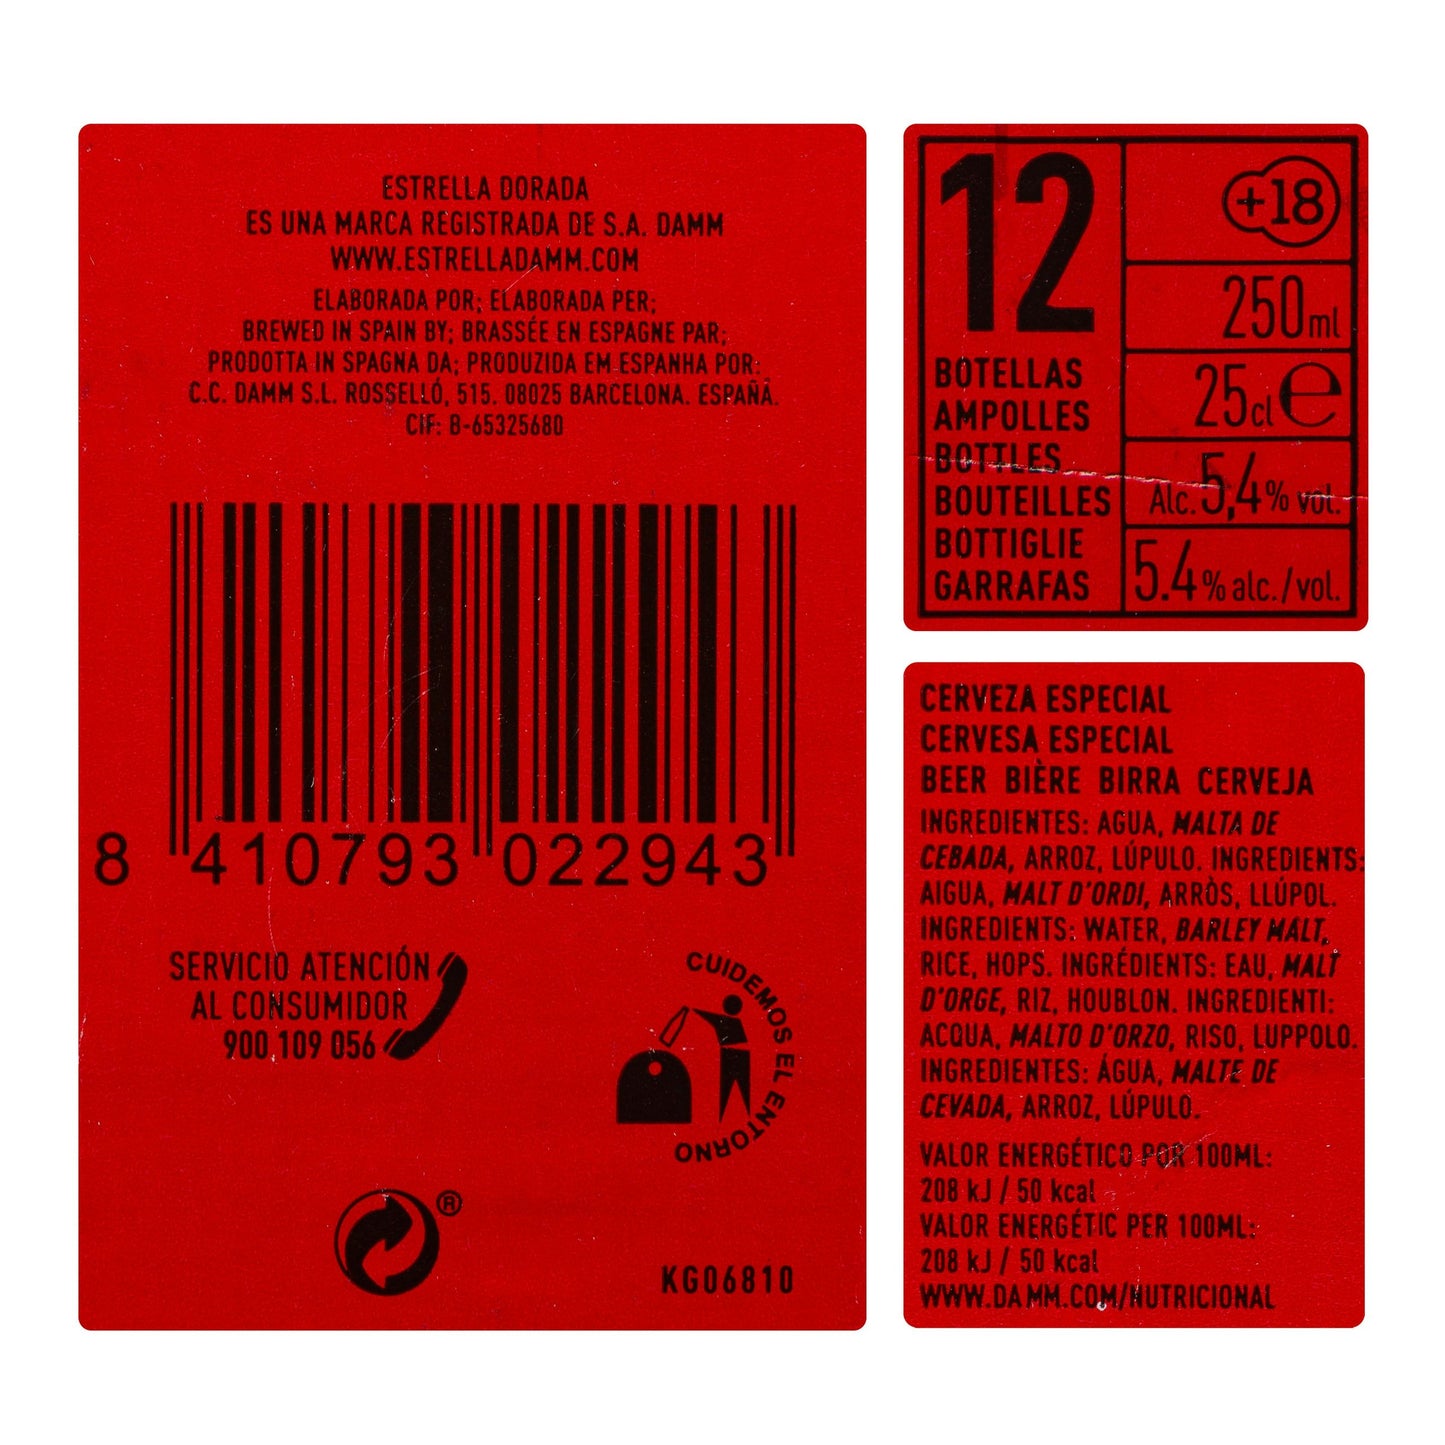 ESTRELLA DORADA
ES UNA MARCA REGISTRADA DE S.A. DAMM
WWW.ESTRELLADAMM.COM
ELABORADA POR; ELABORADA PER;
BREWED IN SPAIN BY; BRASSÉE EN ESPAGNE PAR;
PRODOTTA IN SPAGNA DA; PRODUZIDA EM ESPANHA POR:
C.C. DAMM S.L. ROSSELLÓ, 515. 08025 BARCELONA. ESPAÑA.
CIF: B-65325680
8 410793 022943
SERVICIO ATENCIÓN
AL CONSUMIDOR
900 109 056
CUIDEMOS EL ENTORNO
®
KG06810
12
BOTELLAS
AMPOLLES
BOTTLES
BOUTEILLES
BOTTIGLIE
GARRAFAS
+18
250ml
25cl e
Alc. 5,4% vol.
5.4% alc./vol.
CERVEZA ESPECIAL
CERVESA ESPECIAL
BEER BIÈRE BIRRA CERVEJA
INGREDIENTES: AGUA, MALTA DE
CEBADA, ARROZ, LÚPULO. INGREDIENTS:
AIGUA, MALT D'ORDI, ARRÒS, LLÚPOL.
INGREDIENTS: WATER, BARLEY MALT,
RICE, HOPS. INGRÉDIENTS: EAU, MALT
D'ORGE, RIZ, HOUBLON. INGREDIENTI:
ACQUA, MALTO D'ORZO, RISO, LUPPOLO.
INGREDIENTES: ÁGUA, MALTE DE
CEVADA, ARROZ, LÚPULO.
VALOR ENERGÉTICO POR 100ML:
208 kJ / 50 kcal
VALOR ENERGÉTIC PER 100ML:
208 kJ / 50 kcal
WWW.DAMM.COM/NUTRICIONAL